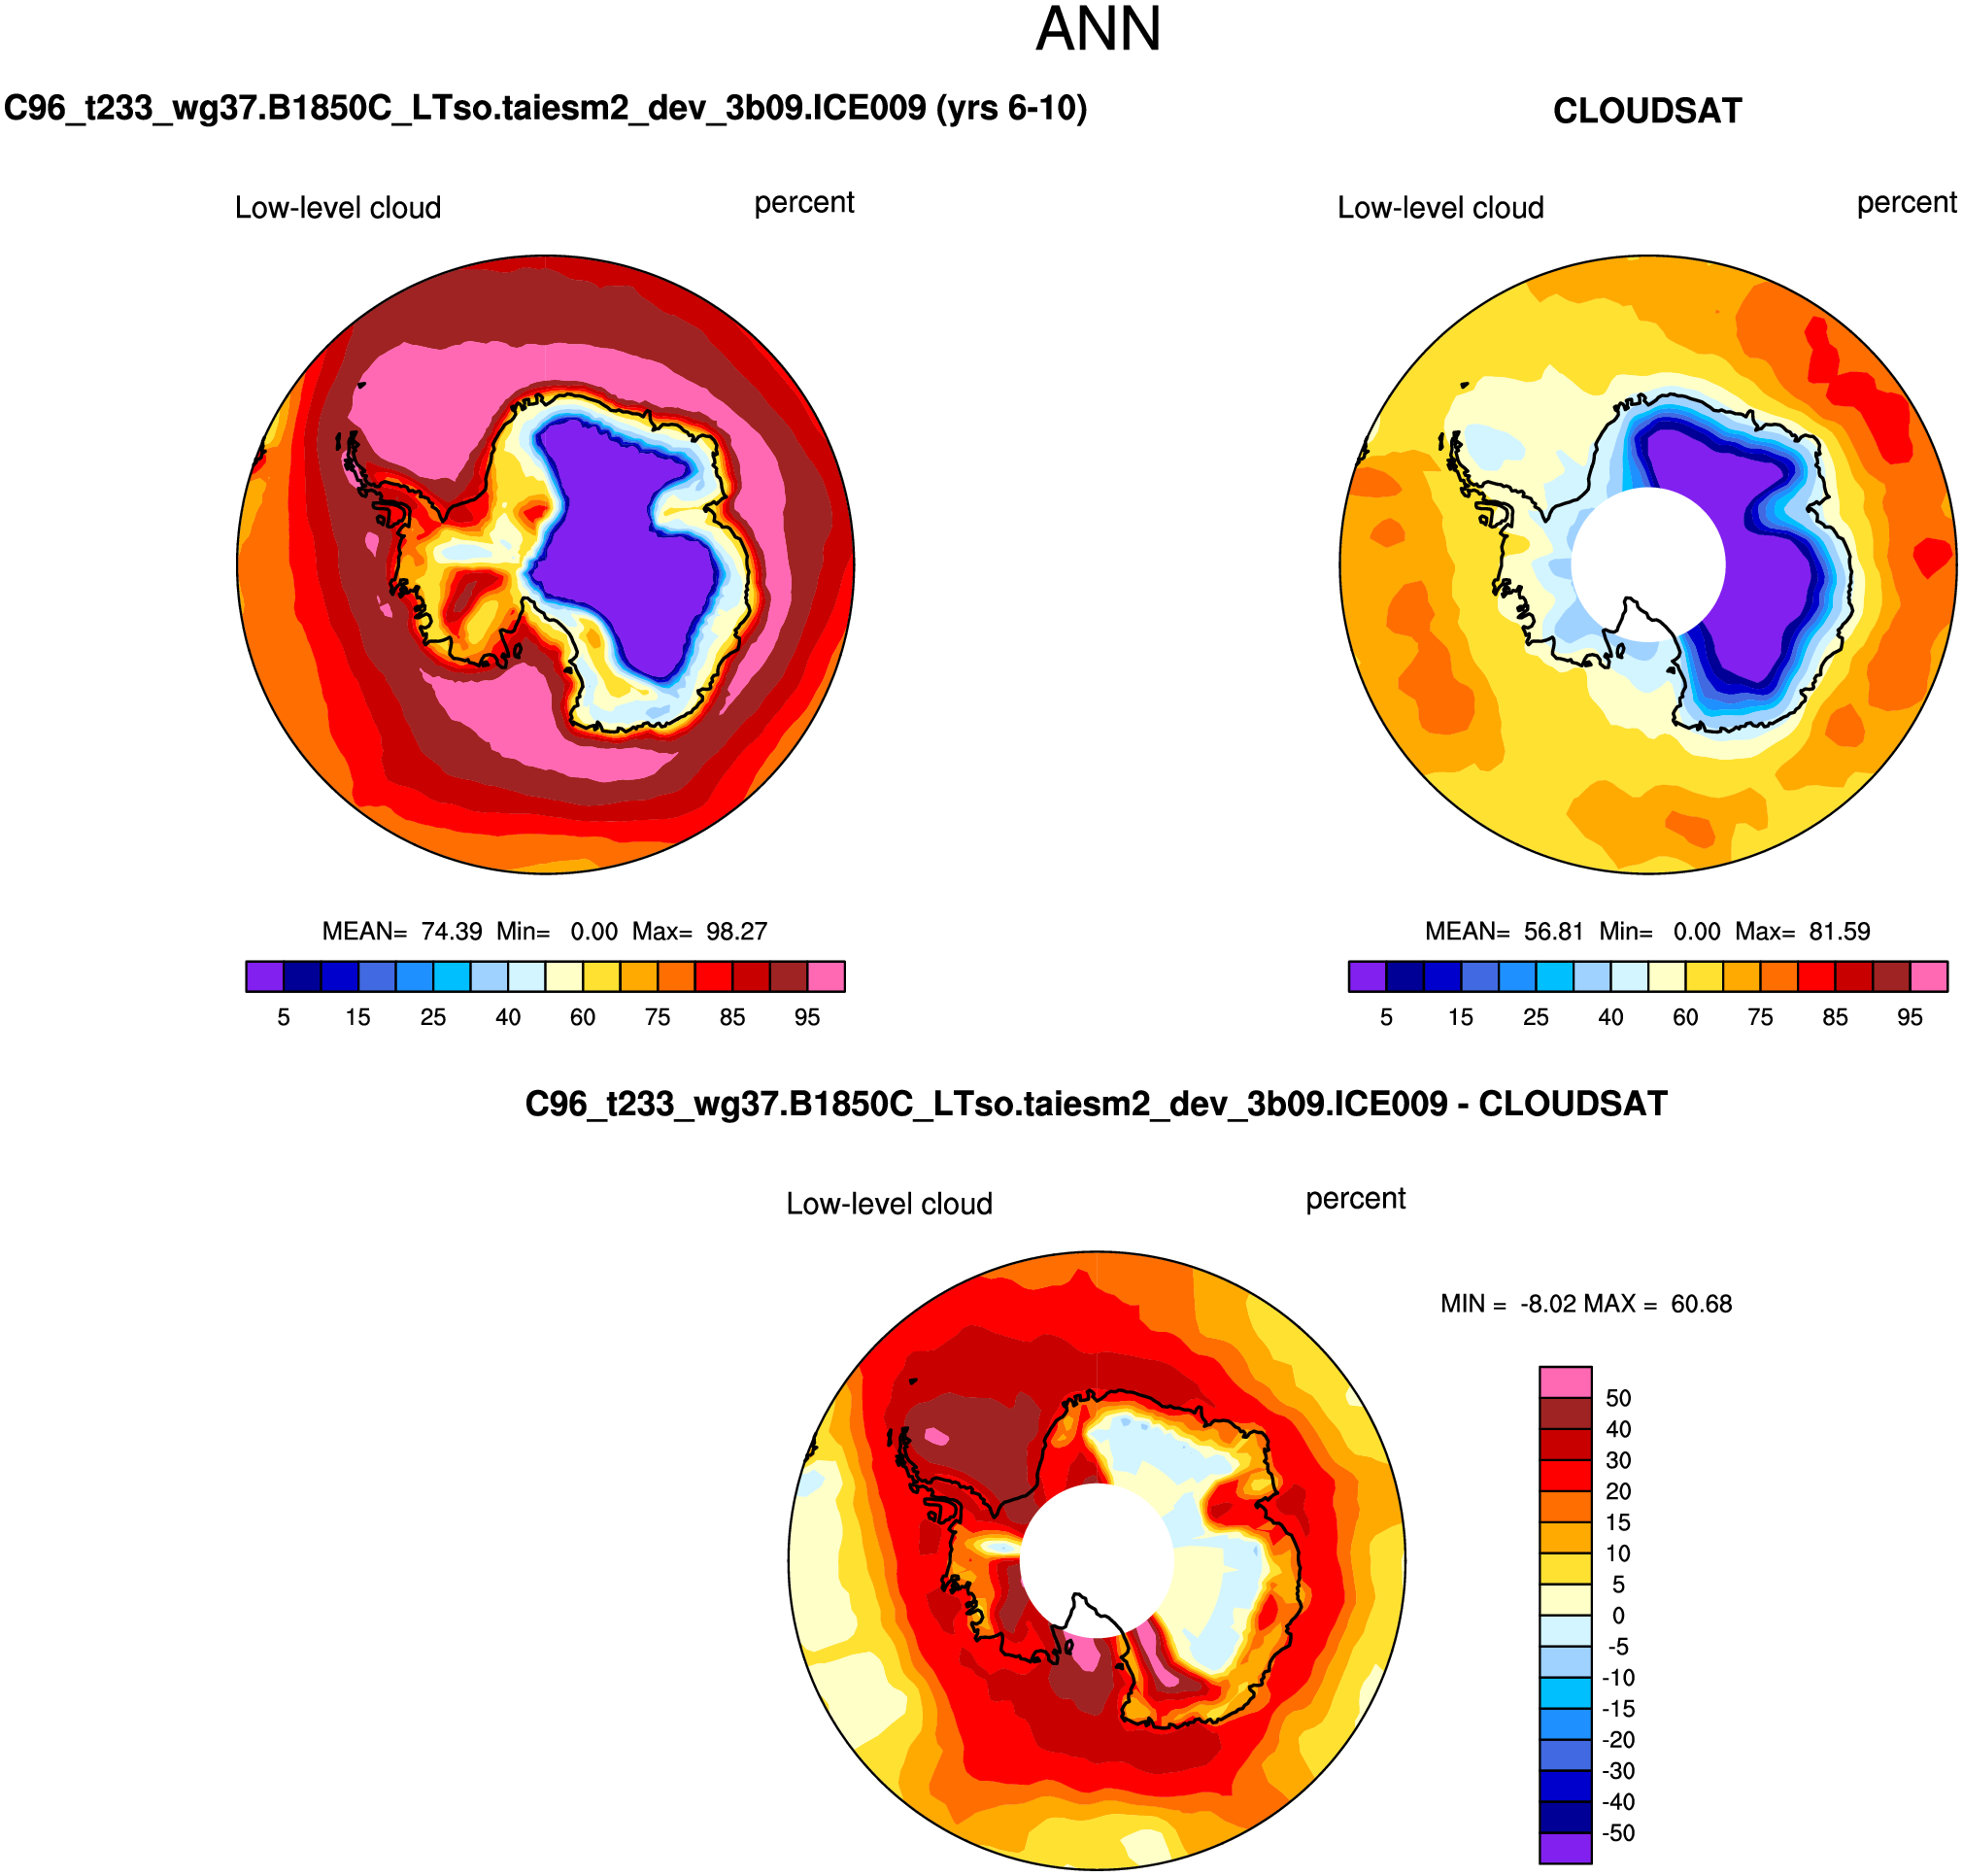 ANN
C96_t233_wg37.B1850C_LTso.taiesm2_dev_3b09.ICE009 (yrs 6-10)
CLOUDSAT
Low-level cloud percent
Low-level cloud percent
MEAN= 74.39 Min= 0.00 Max= 98.27
MEAN= 56.81 Min= 0.00 Max= 81.59
5 15 25 40 60 75 85 95
5 15 25 40 60 75 85 95
C96_t233_wg37.B1850C_LTso.taiesm2_dev_3b09.ICE009 - CLOUDSAT
Low-level cloud percent
MIN = -8.02 MAX = 60.68
50
40
30
20
15
10
5
0
-5
-10
-15
-20
-30
-40
-50